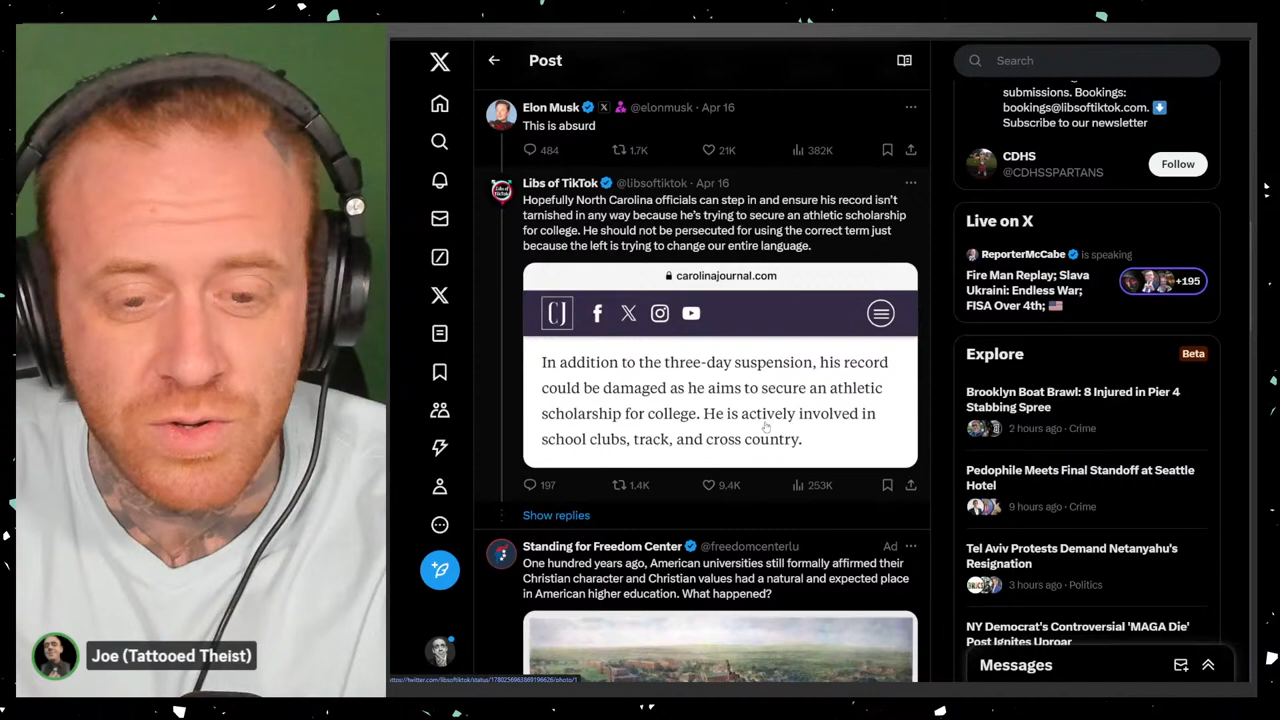 Post
Search
Elon Musk @elonmusk · Apr 16
This is absurd
484 1.7K 21K 382K
Libs of TikTok @libsoftiktok · Apr 16
Hopefully North Carolina officials can step in and ensure his record isn't
tarnished in any way because he's trying to secure an athletic scholarship
for college. He should not be persecuted for using the correct term just
because the left is trying to change our entire language.
carolinajournal.com
CJ
In addition to the three-day suspension, his record
could be damaged as he aims to secure an athletic
scholarship for college. He is actively involved in
school clubs, track, and cross country.
197 1.4K 9.4K 253K
Show replies
Standing for Freedom Center @freedomcenterlu Ad
One hundred years ago, American universities still formally affirmed their
Christian character and Christian values had a natural and expected place
in American higher education. What happened?
submissions. Bookings:
bookings@libsoftiktok.com.
Subscribe to our newsletter
CDHS
@CDHSSPARTANS
Follow
Live on X
ReporterMcCabe is speaking
Fire Man Replay; Slava
Ukraini: Endless War;
FISA Over 4th;
+195
Explore
Beta
Brooklyn Boat Brawl: 8 Injured in Pier 4
Stabbing Spree
2 hours ago · Crime
Pedophile Meets Final Standoff at Seattle
Hotel
9 hours ago · Crime
Tel Aviv Protests Demand Netanyahu's
Resignation
3 hours ago · Politics
NY Democrat's Controversial 'MAGA Die'
Post Ignites Uproar
Messages
Joe (Tattooed Theist)